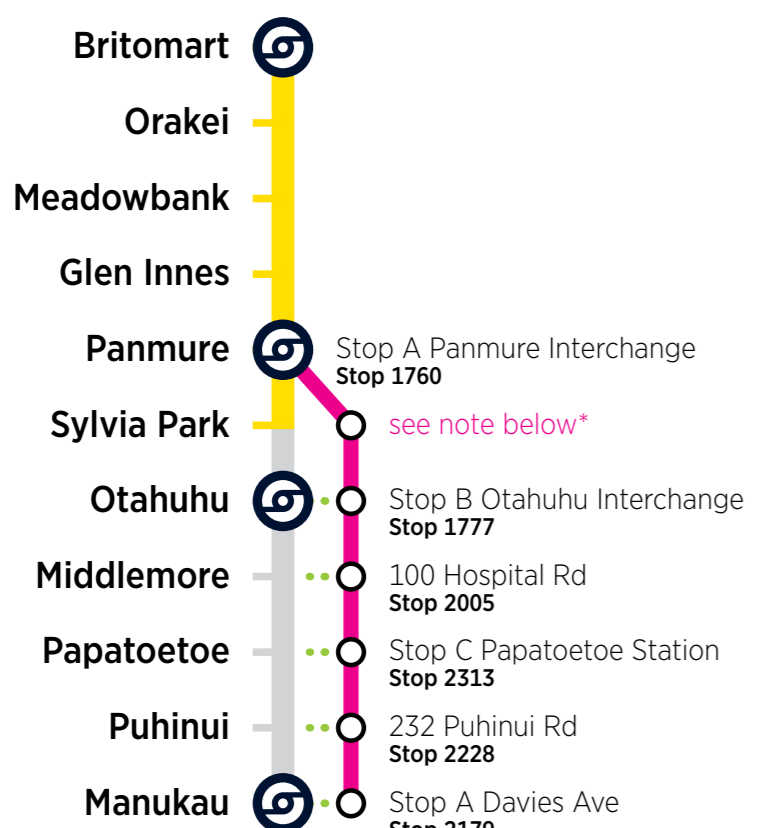 Britomart
Orakei
Meadowbank
Glen Innes
Panmure
Stop A Panmure Interchange
Stop 1760
Sylvia Park
see note below*
Otahuhu
Stop B Otahuhu Interchange
Stop 1777
Middlemore
100 Hospital Rd
Stop 2005
Papatoetoe
Stop C Papatoetoe Station
Stop 2313
Puhinui
232 Puhinui Rd
Stop 2228
Manukau
Stop A Davies Ave